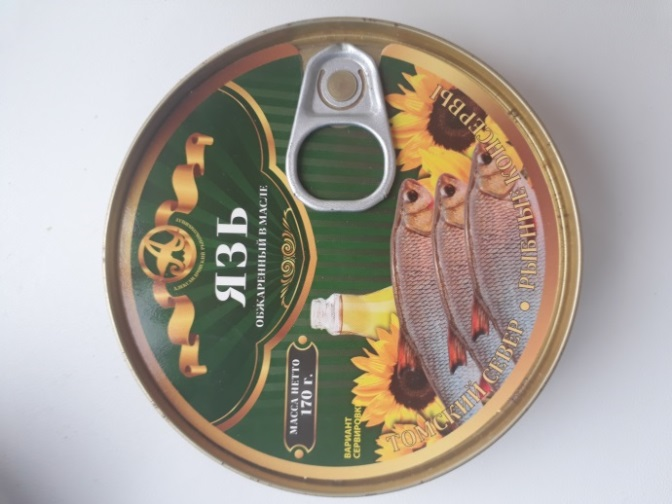 ЯЗЬ
ОБЖАРЕННЫЙ В МАСЛЕ
МАССА НЕТТО
170 Г.
ВАРИАНТ
СЕРВИРОВКИ
ТОМСКИЙ СЕВЕР • РЫБНЫЕ КОНСЕРВЫ